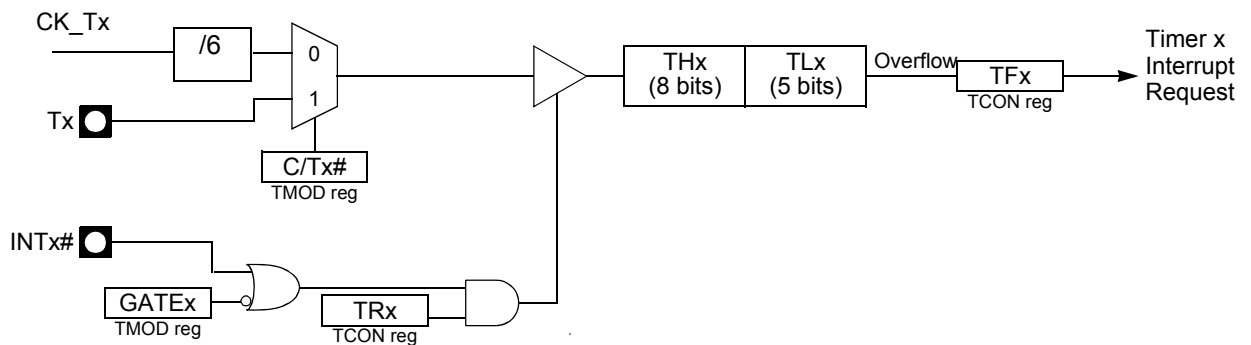 CK_Tx
/6
0
1
Tx
C/Tx#
TMOD reg
THx
(8 bits)
TLx
(5 bits)
Overflow
TFx
TCON reg
Timer x
Interrupt
Request
INTx#
GATEx
TMOD reg
TRx
TCON reg